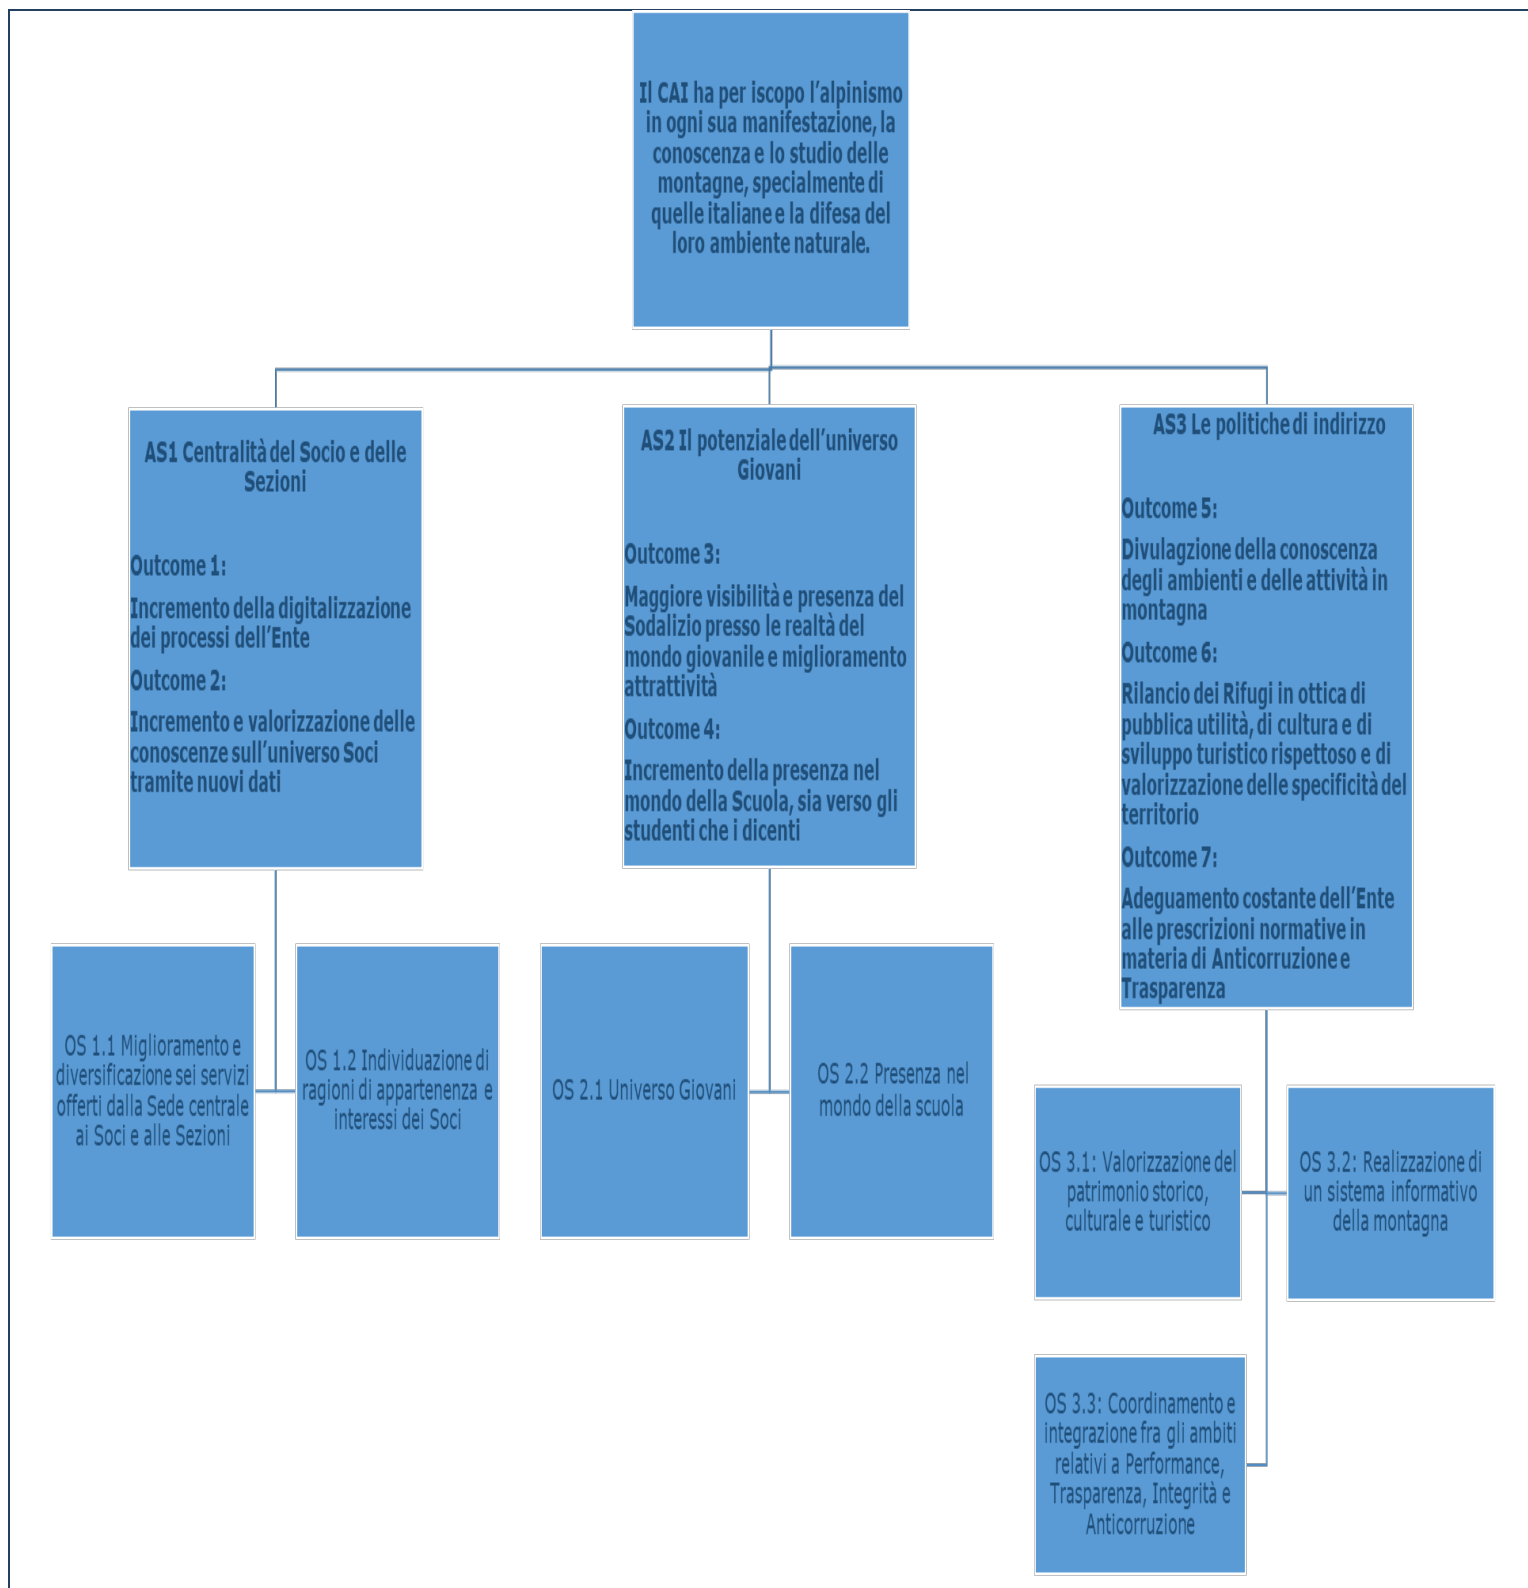 Il CAI ha per iscopo l'alpinismo
in ogni sua manifestazione, la
conoscenza e lo studio delle
montagne, specialmente di
quelle italiane e la difesa del
loro ambiente naturale.
AS1 Centralità del Socio e delle
Sezioni
Outcome 1:
Incremento della digitalizzazione
dei processi dell'Ente
Outcome 2:
Incremento e valorizzazione delle
conoscenze sull'universo Soci
tramite nuovi dati
AS2 Il potenziale dell'universo
Giovani
Outcome 3:
Maggiore visibilità e presenza del
Sodalizio presso le realtà del
mondo giovanile e miglioramento
attrattività
Outcome 4:
Incremento della presenza nel
mondo della Scuola, sia verso gli
studenti che i dicenti
AS3 Le politiche di indirizzo
Outcome 5:
Divulagzione della conoscenza
degli ambienti e delle attività in
montagna
Outcome 6:
Rilancio dei Rifugi in ottica di
pubblica utilità, di cultura e di
sviluppo turistico rispettoso e di
valorizzazione delle specificità del
territorio
Outcome 7:
Adeguamento costante dell'Ente
alle prescrizioni normative in
materia di Anticorruzione e
Trasparenza
OS 1.1 Miglioramento e
diversificazione sei servizi
offerti dalla Sede centrale
ai Soci e alle Sezioni
OS 1.2 Individuazione di
ragioni di appartenenza e
interessi dei Soci
OS 2.1 Universo Giovani
OS 2.2 Presenza nel
mondo della scuola
OS 3.1: Valorizzazione del
patrimonio storico,
culturale e turistico
OS 3.2: Realizzazione di
un sistema informativo
della montagna
OS 3.3: Coordinamento e
integrazione fra gli ambiti
relativi a Performance,
Trasparenza, Integrità e
Anticorruzione